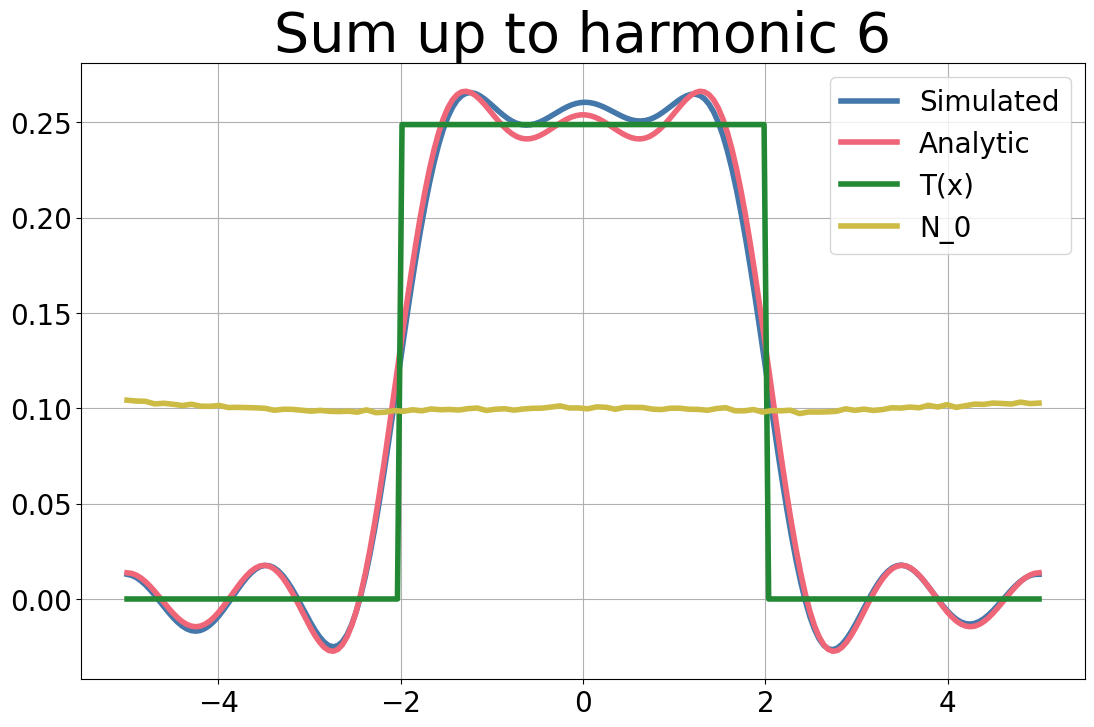 Sum up to harmonic 6
Simulated
Analytic
T(x)
N_0
0.25
0.20
0.15
0.10
0.05
0.00
−4
−2
0
2
4